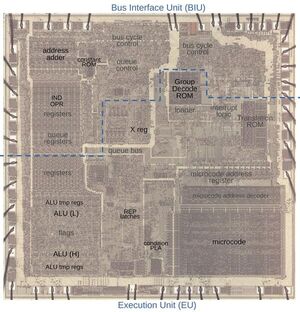 Bus Interface Unit (BIU)
bus cycle
control
bus cycle
control
address
adder
constant
ROM
queue
control
Group
Decode
ROM
IND
OPR
registers
loader
interrupt
logic
Translation
ROM
X reg
queue
registers
queue bus
registers
microcode address
register
microcode address decoder
ALU tmp regs
ALU (L)
REP
latches
flags
condition
PLA
microcode
ALU (H)
ALU tmp regs
Execution Unit (EU)